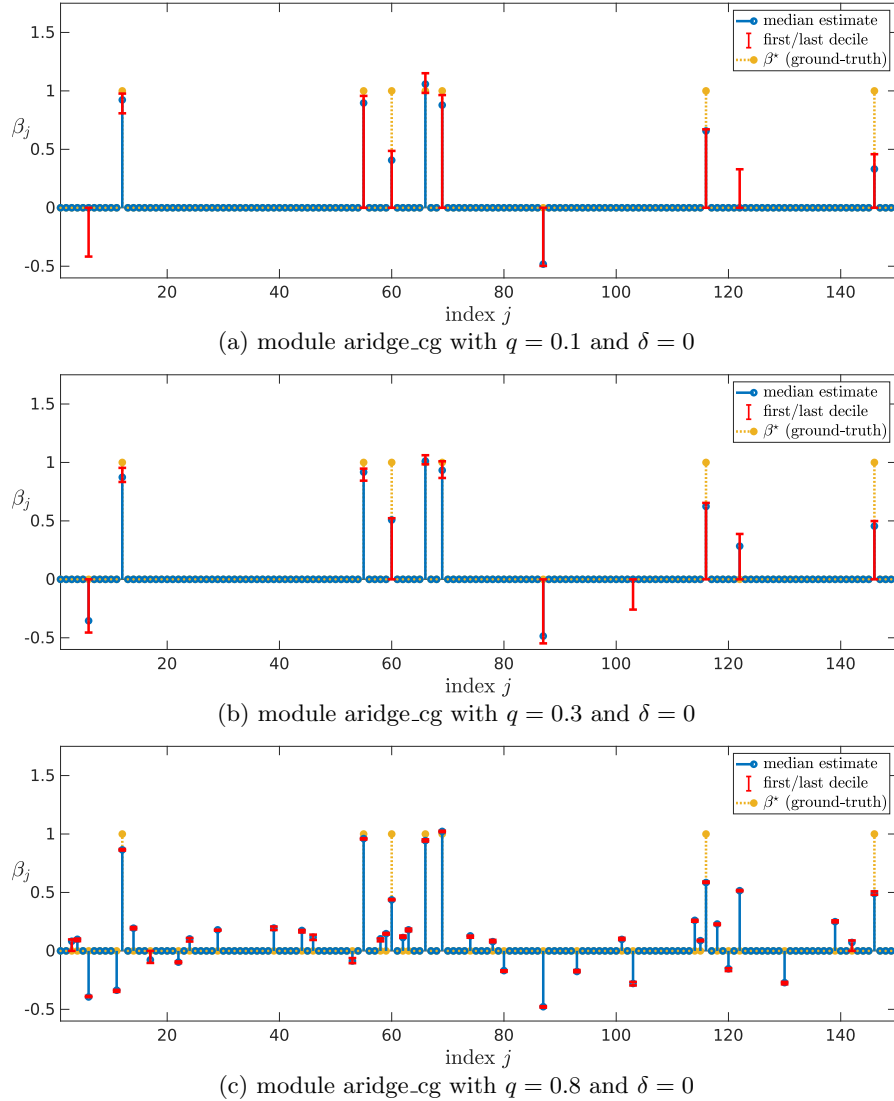 1.5
1
0.5
0
-0.5
βj
median estimate
first/last decile
β⋆ (ground-truth)
20 40 60 80 100 120 140
index j
(a) module aridge_cg with q = 0.1 and δ = 0
1.5
1
0.5
0
-0.5
βj
median estimate
first/last decile
β⋆ (ground-truth)
20 40 60 80 100 120 140
index j
(b) module aridge_cg with q = 0.3 and δ = 0
1.5
1
0.5
0
-0.5
βj
median estimate
first/last decile
β⋆ (ground-truth)
20 40 60 80 100 120 140
index j
(c) module aridge_cg with q = 0.8 and δ = 0